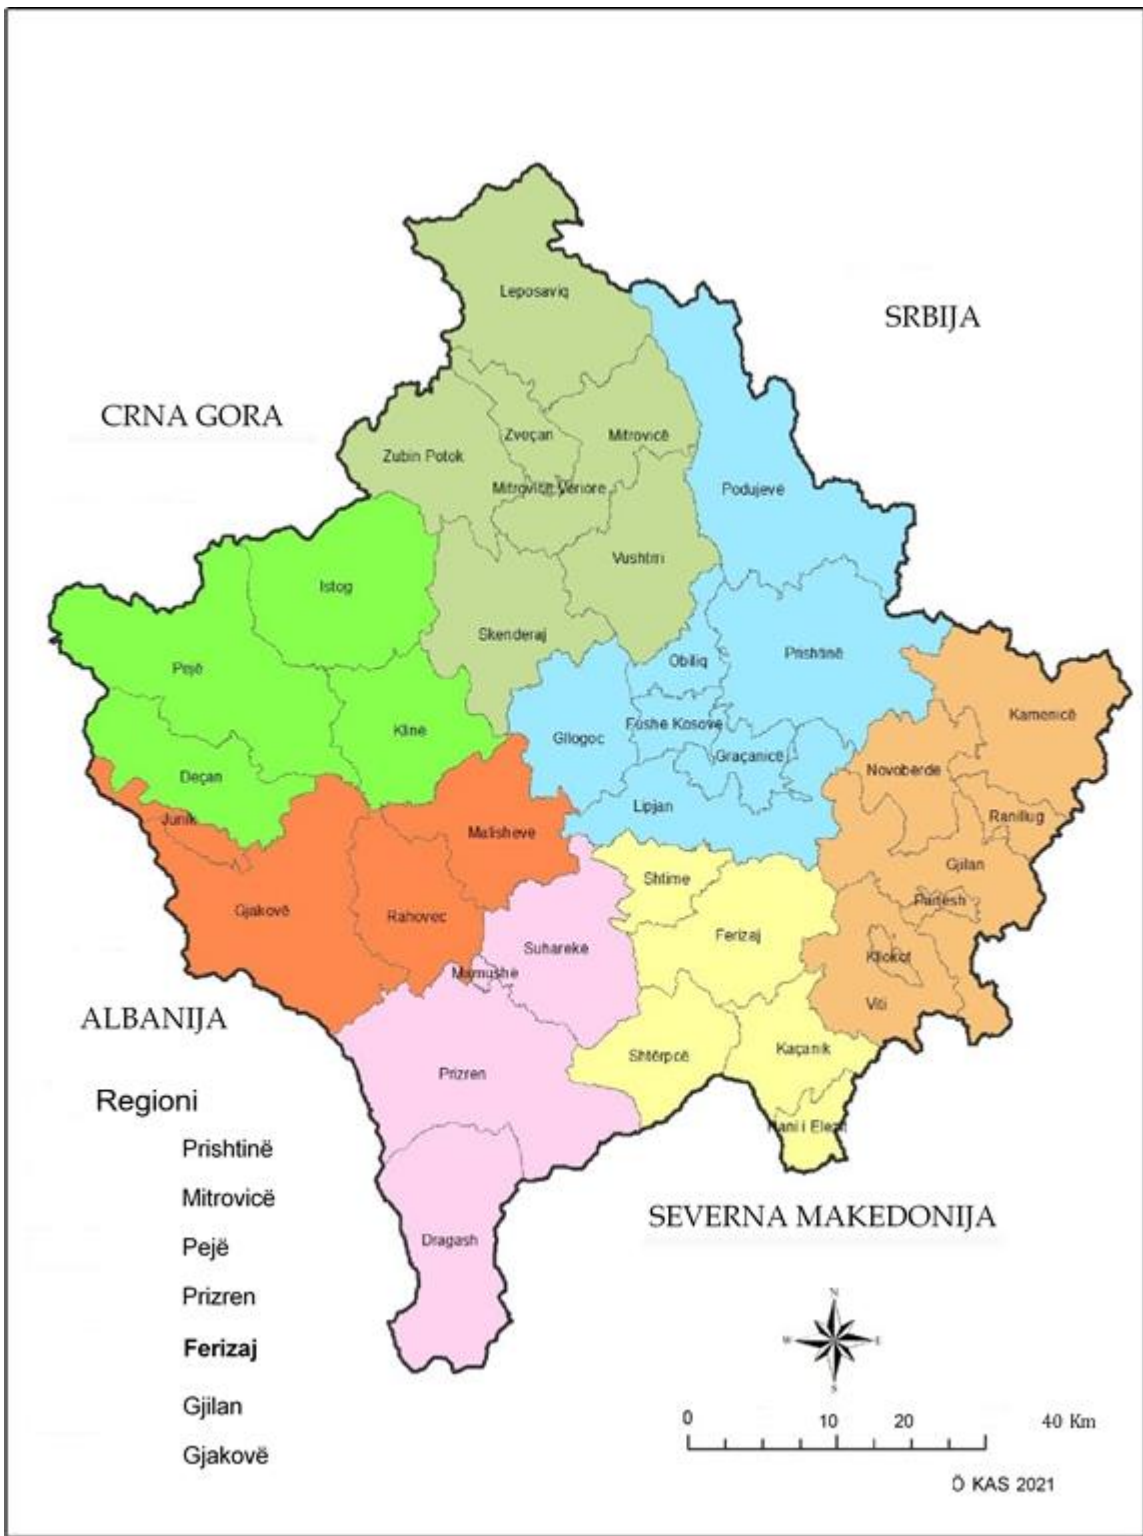 Leposaviq
SRBIJA
CRNA GORA
Zveçan
Mitrovicë
Zubin Potok
Mitrovicë Veriore
Podujevë
Vushtrri
Istog
Skenderaj
Prishtinë
Obiliq
Pejë
Kamenicë
Fushë Kosovë
Klinë
Gllogoc
Graçanicë
Novoberdë
Deçan
Lipjan
Ranillug
Junik
Malishevë
Gjilan
Shtime
Partesh
Gjakovë
Rahovec
Ferizaj
Suharekë
Kllokot
Mamushë
Viti
ALBANIJA
Kaçanik
Shtërpcë
Prizren
Regioni
Hani i Elezit
Prishtinë
Mitrovicë
SEVERNA MAKEDONIJA
Dragash
Pejë
Prizren
N
W E
S
Ferizaj
Gjilan
0 10 20 40 Km
Gjakovë
Ö KAS 2021